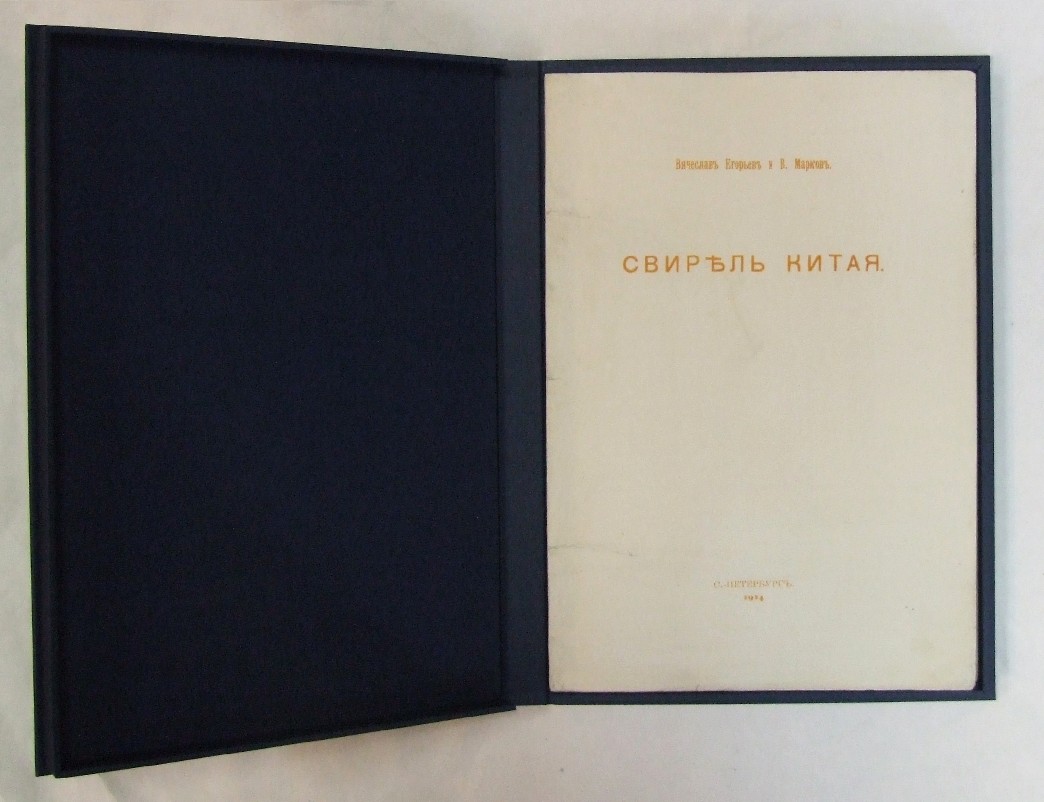 Вячеславъ Егорьевъ и В. Марковъ.
СВИРѢЛЬ КИТАЯ.
С.-ПЕТЕРБУРГЪ.
1914